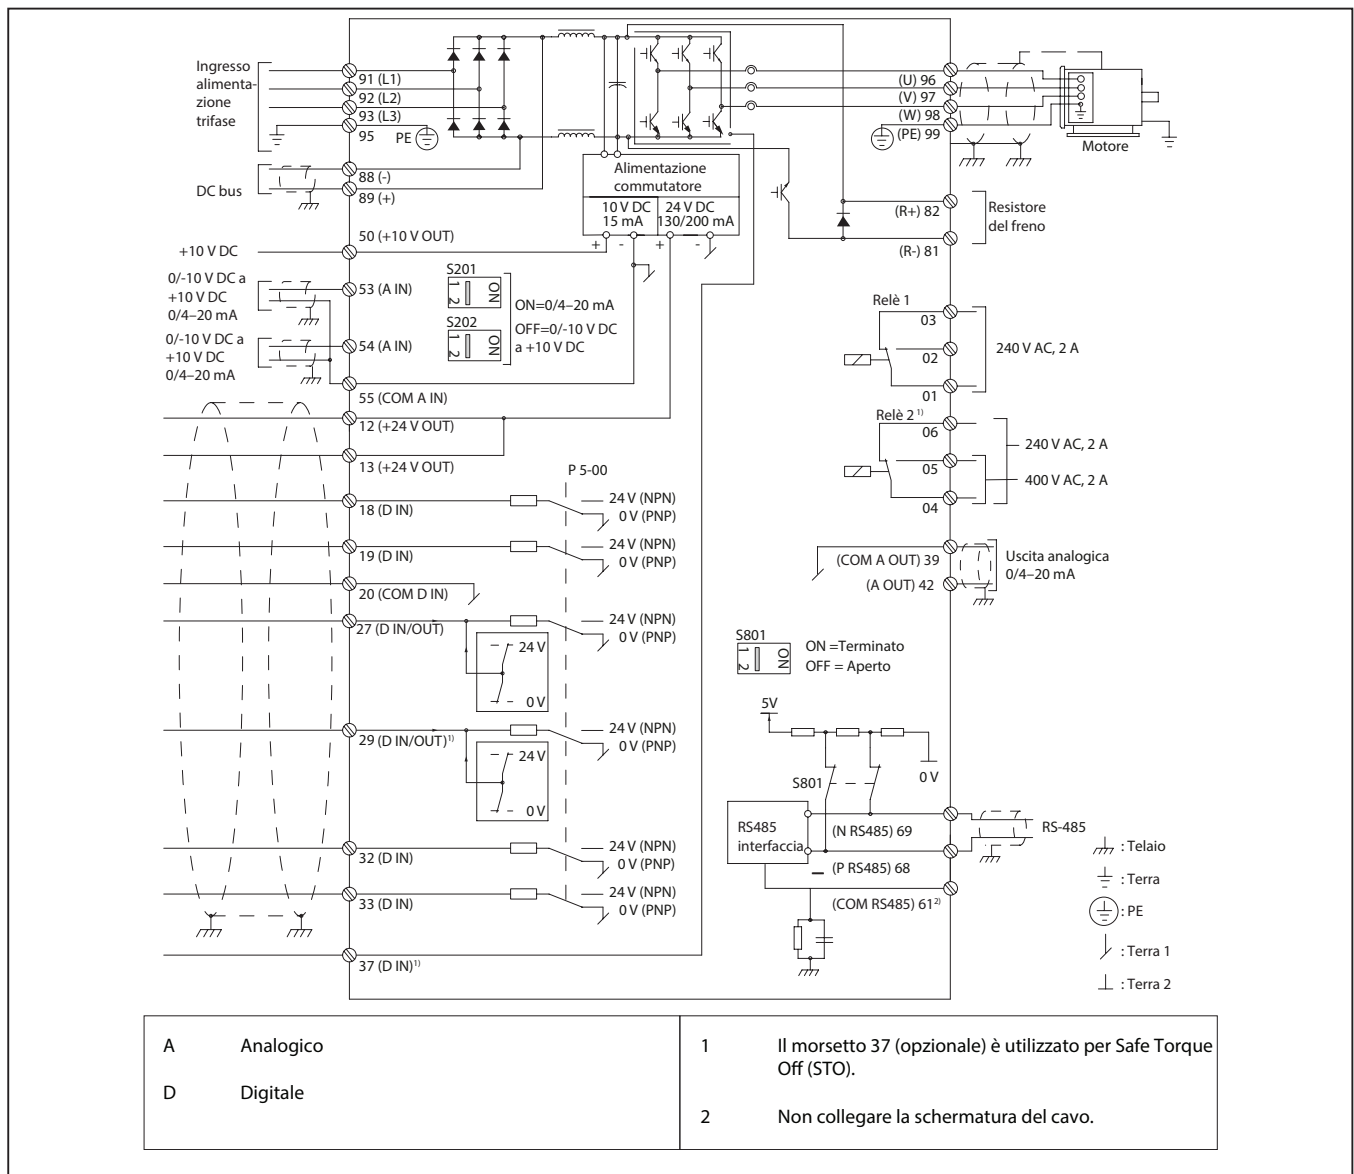 Ingresso
alimenta-
zione
trifase
91 (L1)
92 (L2)
93 (L3)
95
PE
DC bus
88 (-)
89 (+)
+10 V DC
50 (+10 V OUT)
0/-10 V DC a
+10 V DC
0/4–20 mA
53 (A IN)
0/-10 V DC a
+10 V DC
0/4–20 mA
54 (A IN)
55 (COM A IN)
12 (+24 V OUT)
13 (+24 V OUT)
18 (D IN)
19 (D IN)
20 (COM D IN)
27 (D IN/OUT)
24 V
0 V
29 (D IN/OUT)1)
24 V
0 V
32 (D IN)
33 (D IN)
37 (D IN)1)
S201
1
2
ON
S202
1
2
ON
ON=0/4–20 mA
OFF=0/-10 V DC
a +10 V DC
Alimentazione
commutatore
10 V DC
15 mA
24 V DC
130/200 mA
+ - + -
P 5-00
24 V (NPN)
0 V (PNP)
24 V (NPN)
0 V (PNP)
24 V (NPN)
0 V (PNP)
24 V (NPN)
0 V (PNP)
24 V (NPN)
0 V (PNP)
24 V (NPN)
0 V (PNP)
(U) 96
(V) 97
(W) 98
(PE) 99
Motore
(R+) 82
(R-) 81
Resistore
del freno
Relè 1
03
02
01
240 V AC, 2 A
Relè 2 1)
06
05
04
240 V AC, 2 A
400 V AC, 2 A
(COM A OUT) 39
(A OUT) 42
Uscita analogica
0/4–20 mA
S801
1
2
ON
ON =Terminato
OFF = Aperto
5V
0 V
S801
RS485
interfaccia
(N RS485) 69
(P RS485) 68
(COM RS485) 612)
RS-485
: Telaio
: Terra
: PE
: Terra 1
: Terra 2
A Analogico
D Digitale
1 Il morsetto 37 (opzionale) è utilizzato per Safe Torque
Off (STO).
2 Non collegare la schermatura del cavo.